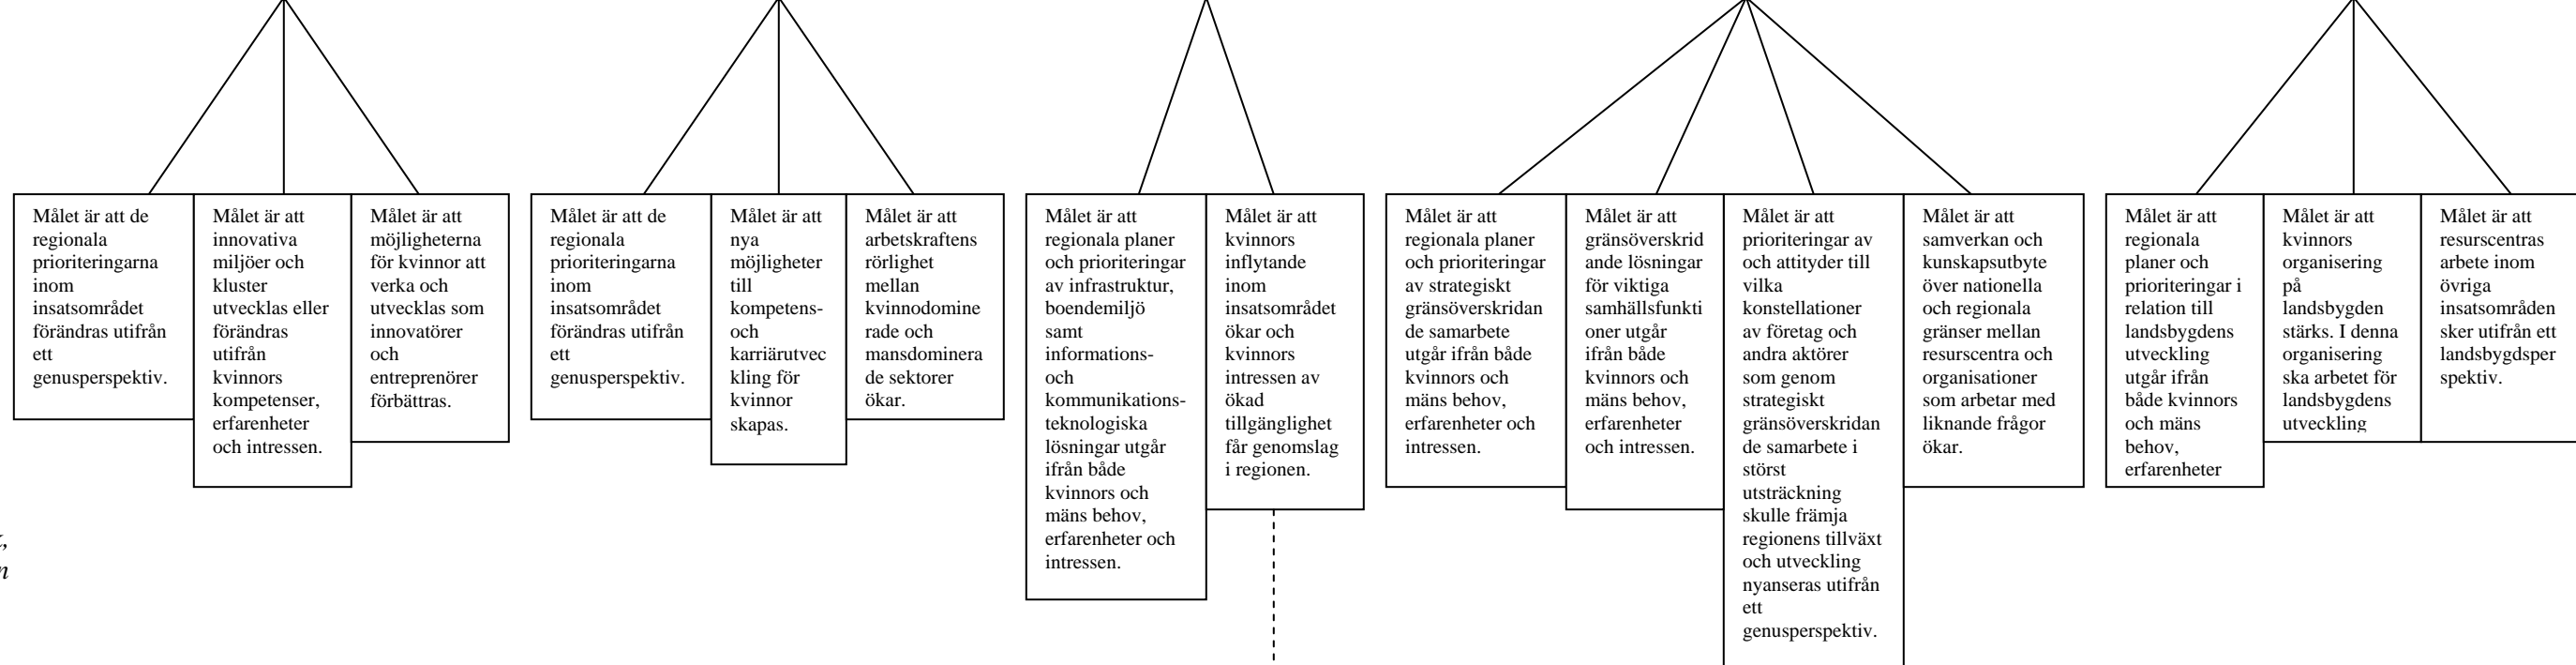 Målet är att de
regionala
prioriteringarna
inom
insatsområdet
förändras utifrån
ett
genusperspektiv.
Målet är att
innovativa
miljöer och
kluster
utvecklas eller
förändras
utifrån
kvinnors
kompetenser,
erfarenheter
och intressen.
Målet är att
möjligheterna
för kvinnor att
verka och
utvecklas som
innovatörer
och
entreprenörer
förbättras.
Målet är att de
regionala
prioriteringarna
inom
insatsområdet
förändras utifrån
ett
genusperspektiv.
Målet är att
nya
möjligheter
till
kompetens-
och
karriärutvec
kling för
kvinnor
skapas.
Målet är att
arbetskraftens
rörlighet
mellan
kvinnodomine
rade och
mansdominera
de sektorer
ökar.
Målet är att
regionala planer
och prioriteringar
av infrastruktur,
boendemiljö
samt
informations-
och
kommunikations-
teknologiska
lösningar utgår
ifrån både
kvinnors och
mäns behov,
erfarenheter och
intressen.
Målet är att
kvinnors
inflytande
inom
insatsområdet
ökar och
kvinnors
intressen av
ökad
tillgänglighet
får genomslag
i regionen.
Målet är att
regionala planer
och prioriteringar
av strategiskt
gränsöverskridan
de samarbete
utgår ifrån både
kvinnors och
mäns behov,
erfarenheter och
intressen.
Målet är att
gränsöverskrid
ande lösningar
för viktiga
samhällsfunkti
oner utgår
ifrån både
kvinnors och
mäns behov,
erfarenheter
och intressen.
Målet är att
prioriteringar av
och attityder till
vilka
konstellationer
av företag och
andra aktörer
som genom
strategiskt
gränsöverskridan
de samarbete i
störst
utsträckning
skulle främja
regionens tillväxt
och utveckling
nyanseras utifrån
ett
genusperspektiv.
Målet är att
samverkan och
kunskapsutbyte
över nationella
och regionala
gränser mellan
resurscentra och
organisationer
som arbetar med
liknande frågor
ökar.
Målet är att
regionala
planer och
prioriteringar i
relation till
landsbygdens
utveckling
utgår ifrån
både kvinnors
och mäns
behov,
erfarenheter
Målet är att
kvinnors
organisering
på
landsbygden
stärks. I denna
organisering
ska arbetet för
landsbygdens
utveckling
Målet är att
resurscentras
arbete inom
övriga
insatsområden
sker utifrån ett
landsbygdsper
spektiv.